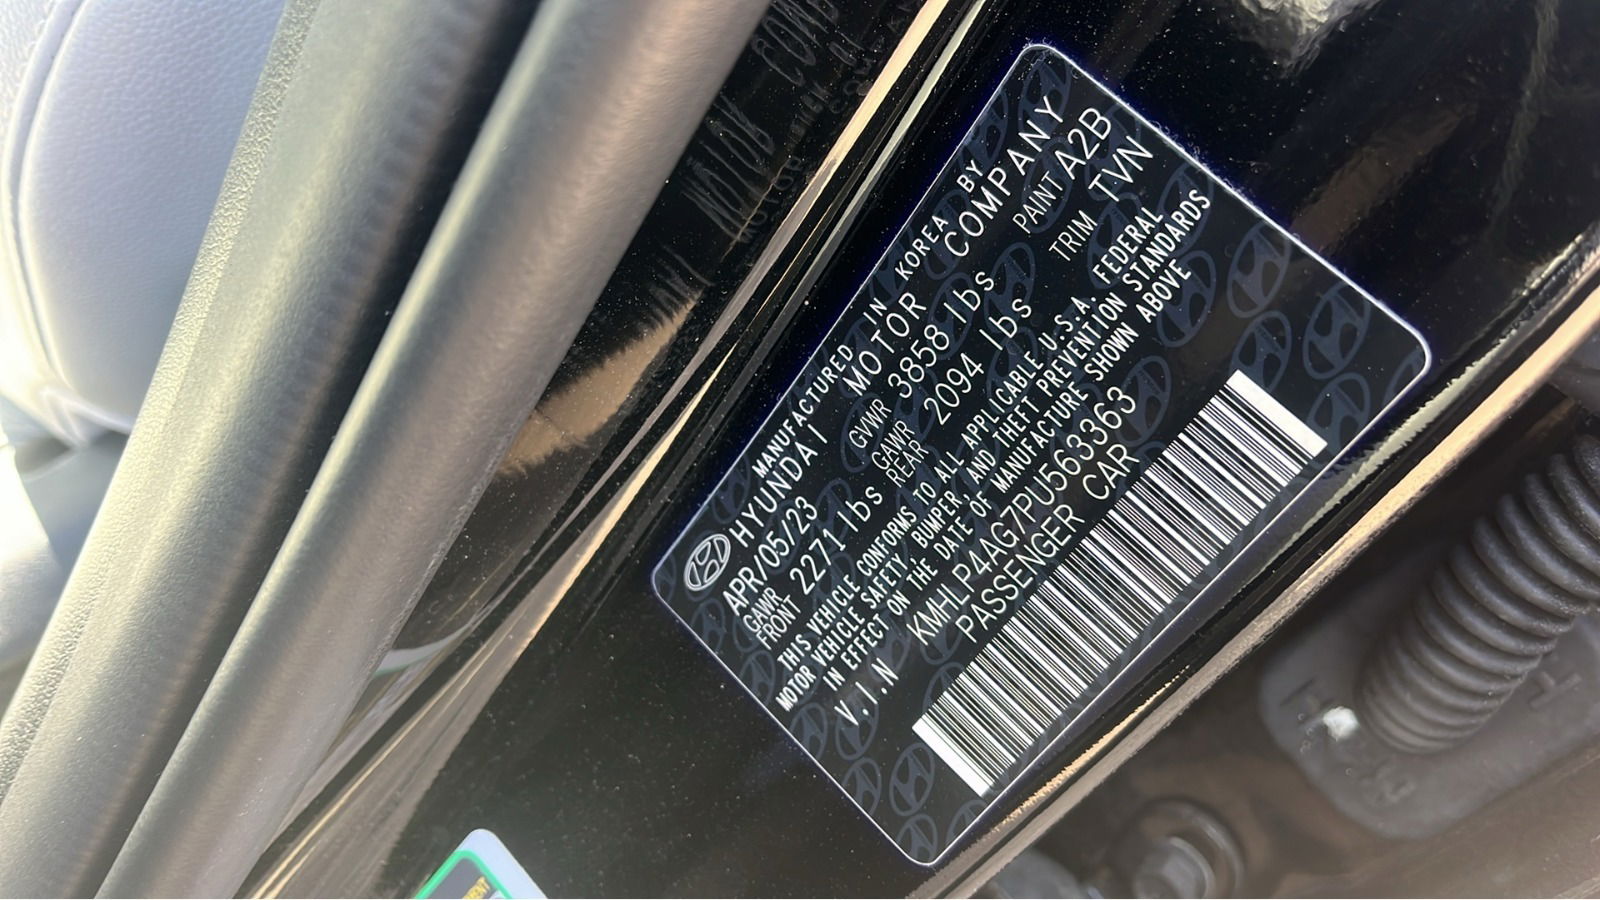 MANUFACTURED IN KOREA BY
HYUNDAI MOTOR COMPANY
APR/05/23 GVWR 3858 lbs PAINT A2B
GAWR FRONT 2271 lbs GAWR REAR 2094 lbs TRIM TVN
THIS VEHICLE CONFORMS TO ALL APPLICABLE U.S.A. FEDERAL
MOTOR VEHICLE SAFETY BUMPER, AND THEFT PREVENTION STANDARDS
IN EFFECT ON THE DATE OF MANUFACTURE SHOWN ABOVE
V.I.N KMHLP4AG7PU563363
PASSENGER CAR